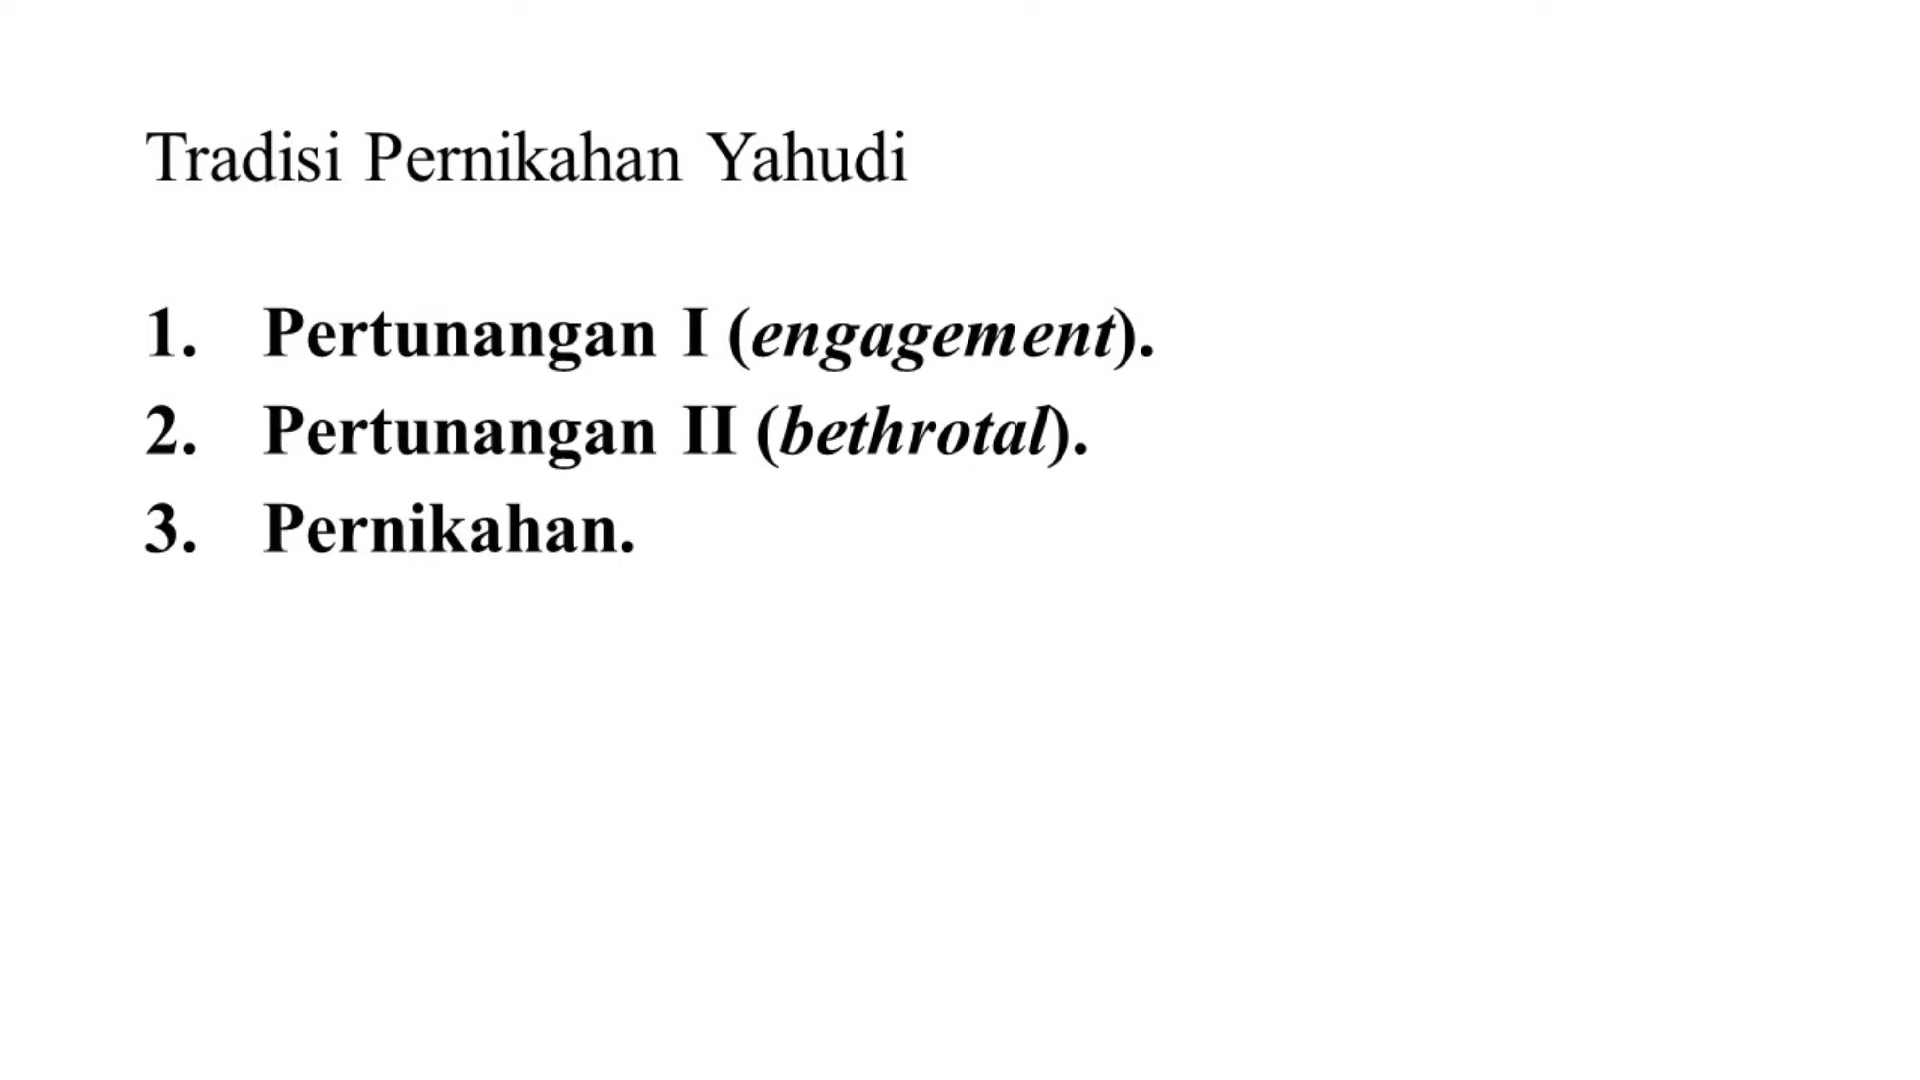 Tradisi Pernikahan Yahudi
1. Pertunangan I (engagement).
2. Pertunangan II (bethrotal).
3. Pernikahan.